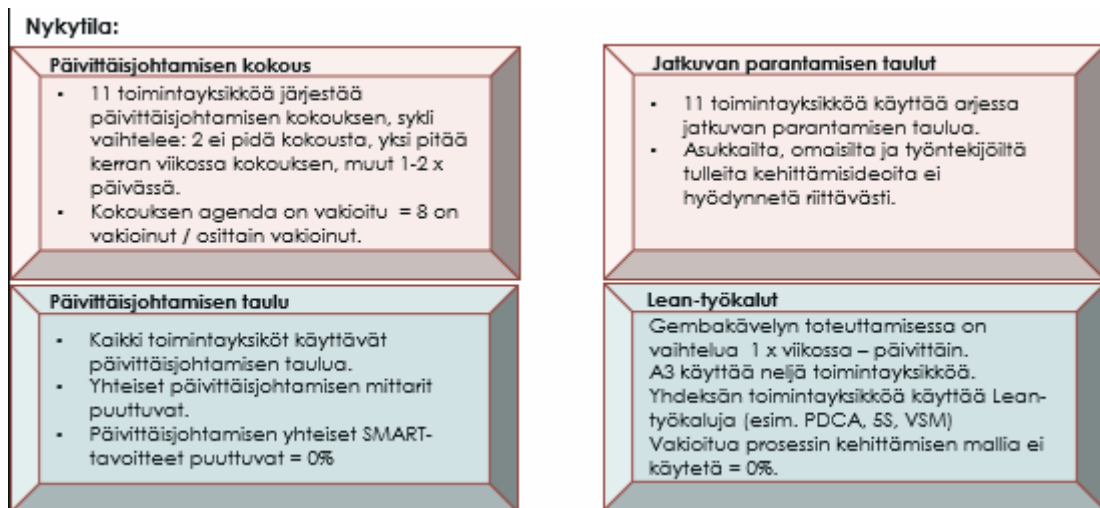 Nykytila:
Päivittäisjohtamisen kokous
▪ 11 toimintayksikköä järjestää
päivittäisjohtamisen kokouksen, sykli
vaihtelee: 2 ei pidä kokousta, yksi pitää
kerran viikossa kokouksen, muut 1-2 x
päivässä.
▪ Kokouksen agenda on vakioitu = 8 on
vakioinut / osittain vakioinut.
Jatkuvan parantamisen taulut
▪ 11 toimintayksikköä käyttää arjessa
jatkuvan parantamisen taulua.
▪ Asukkailta, omaisilta ja työntekijöiltä
tulleita kehittämisideoita ei
hyödynnetä riittävästi.
Päivittäisjohtamisen taulu
▪ Kaikki toimintayksiköt käyttävät
päivittäisjohtamisen taulua.
▪ Yhteiset päivittäisjohtamisen mittarit
puuttuvat.
▪ Päivittäisjohtamisen yhteiset SMART-
tavoitteet puuttuvat = 0%
Lean-työkalut
Gembakävelyn toteuttamisessa on
vaihtelua 1 x viikossa – päivittäin.
A3 käyttää neljä toimintayksikköä.
Yhdeksän toimintayksikköä käyttää Lean-
työkaluja (esim. PDCA, 5S, VSM)
Vakioitua prosessin kehittämisen mallia ei
käytetä = 0%.